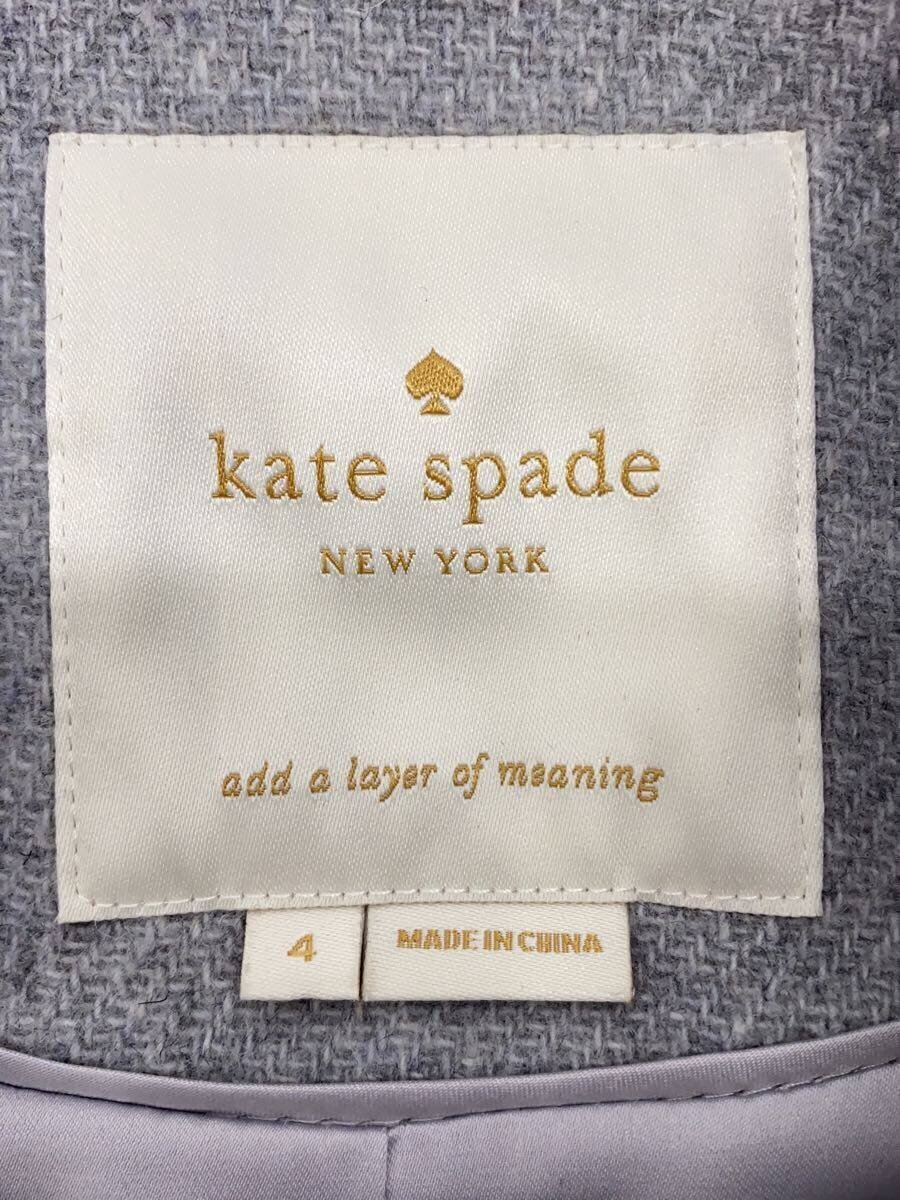 kate spade
NEW YORK
add a layer of meaning
4
MADE IN CHINA